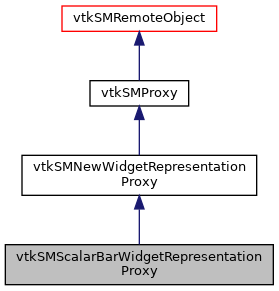 vtkSMRemoteObject
vtkSMProxy
vtkSMNewWidgetRepresentation
Proxy
vtkSMScalarBarWidgetRepresentation
Proxy